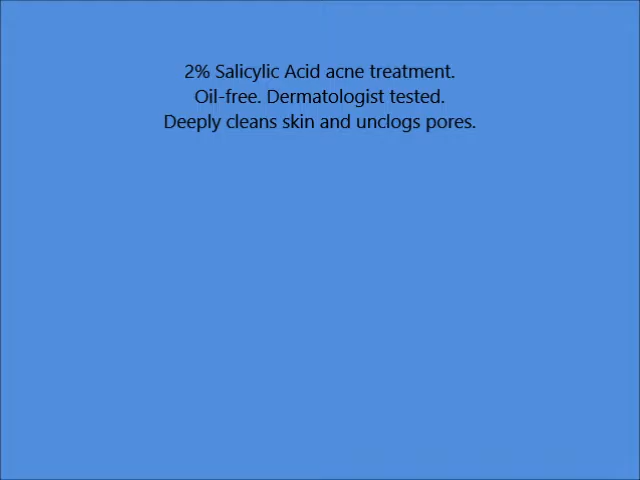 2% Salicylic Acid acne treatment.
Oil-free. Dermatologist tested.
Deeply cleans skin and unclogs pores.